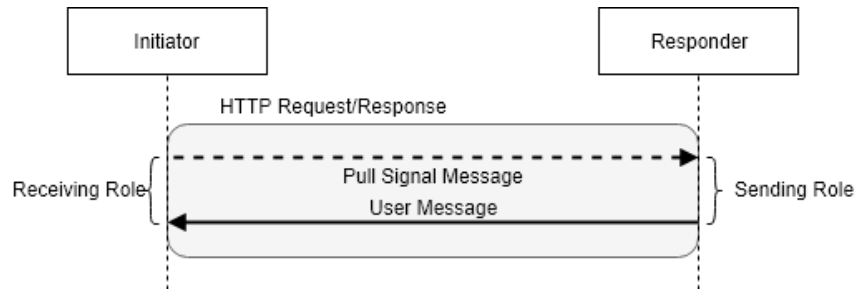 Initiator
Responder
HTTP Request/Response
Pull Signal Message
Receiving Role
Sending Role
User Message